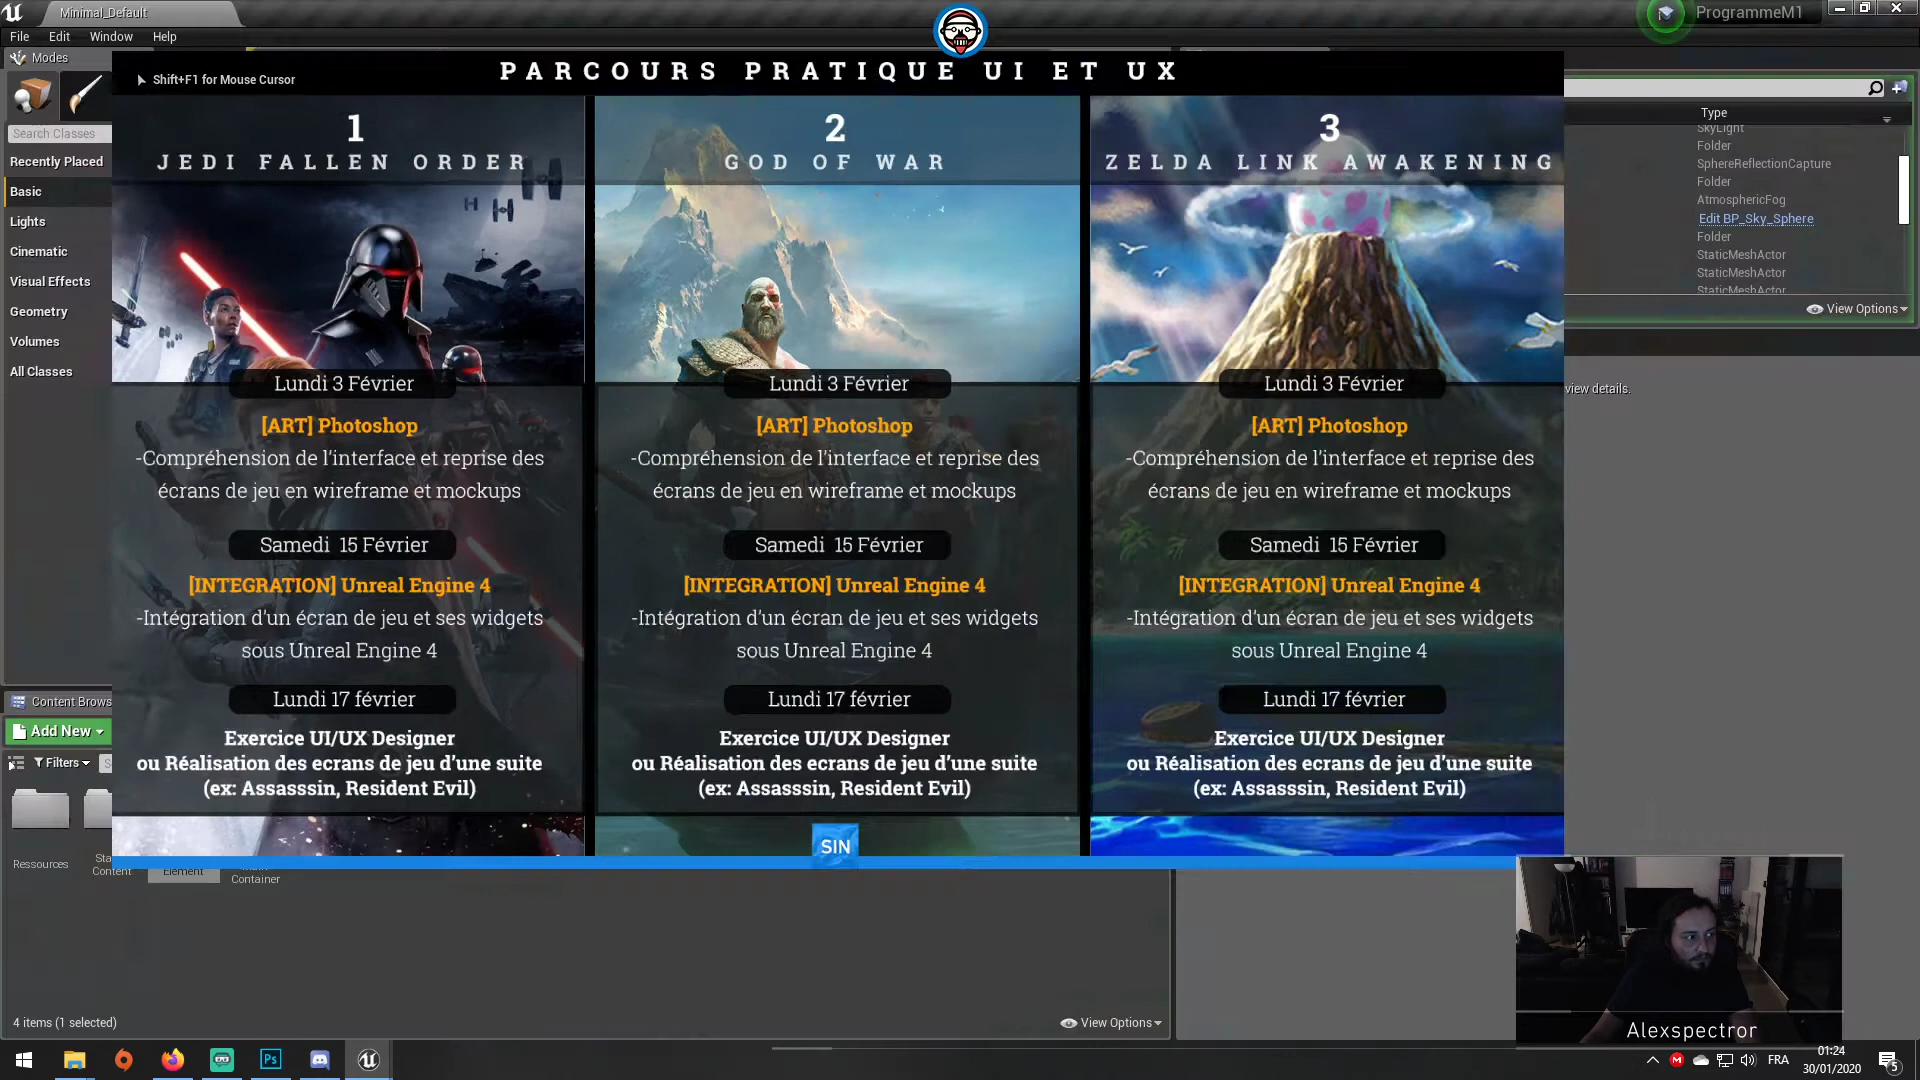 Minimal_Default
ProgrammeM1
File Edit Window Help
Modes
Shift+F1 for Mouse Cursor
PARCOURS PRATIQUE UI ET UX
Search Classes
Recently Placed
Basic
Lights
Cinematic
Visual Effects
Geometry
Volumes
All Classes
1
JEDI FALLEN ORDER
Lundi 3 Février
[ART] Photoshop
-Compréhension de l'interface et reprise des
écrans de jeu en wireframe et mockups
Samedi 15 Février
[INTEGRATION] Unreal Engine 4
-Intégration d'un écran de jeu et ses widgets
sous Unreal Engine 4
Lundi 17 février
Exercice UI/UX Designer
ou Réalisation des ecrans de jeu d'une suite
(ex: Assasssin, Resident Evil)
2
GOD OF WAR
Lundi 3 Février
[ART] Photoshop
-Compréhension de l'interface et reprise des
écrans de jeu en wireframe et mockups
Samedi 15 Février
[INTEGRATION] Unreal Engine 4
-Intégration d'un écran de jeu et ses widgets
sous Unreal Engine 4
Lundi 17 février
Exercice UI/UX Designer
ou Réalisation des ecrans de jeu d'une suite
(ex: Assasssin, Resident Evil)
3
ZELDA LINK AWAKENING
Lundi 3 Février
[ART] Photoshop
-Compréhension de l'interface et reprise des
écrans de jeu en wireframe et mockups
Samedi 15 Février
[INTEGRATION] Unreal Engine 4
-Intégration d'un écran de jeu et ses widgets
sous Unreal Engine 4
Lundi 17 février
Exercice UI/UX Designer
ou Réalisation des ecrans de jeu d'une suite
(ex: Assasssin, Resident Evil)
SIN
Type
SkyLight
Folder
SphereReflectionCapture
Folder
AtmosphericFog
Edit BP_Sky_Sphere
Folder
StaticMeshActor
StaticMeshActor
StaticMeshActor
View Options
view details.
Content Brows
Add New
Filters
Ressources
Sta
Content
Element
Container
4 items (1 selected)
View Options
Alexspectror
Ps
FRA
01:24
30/01/2020
5